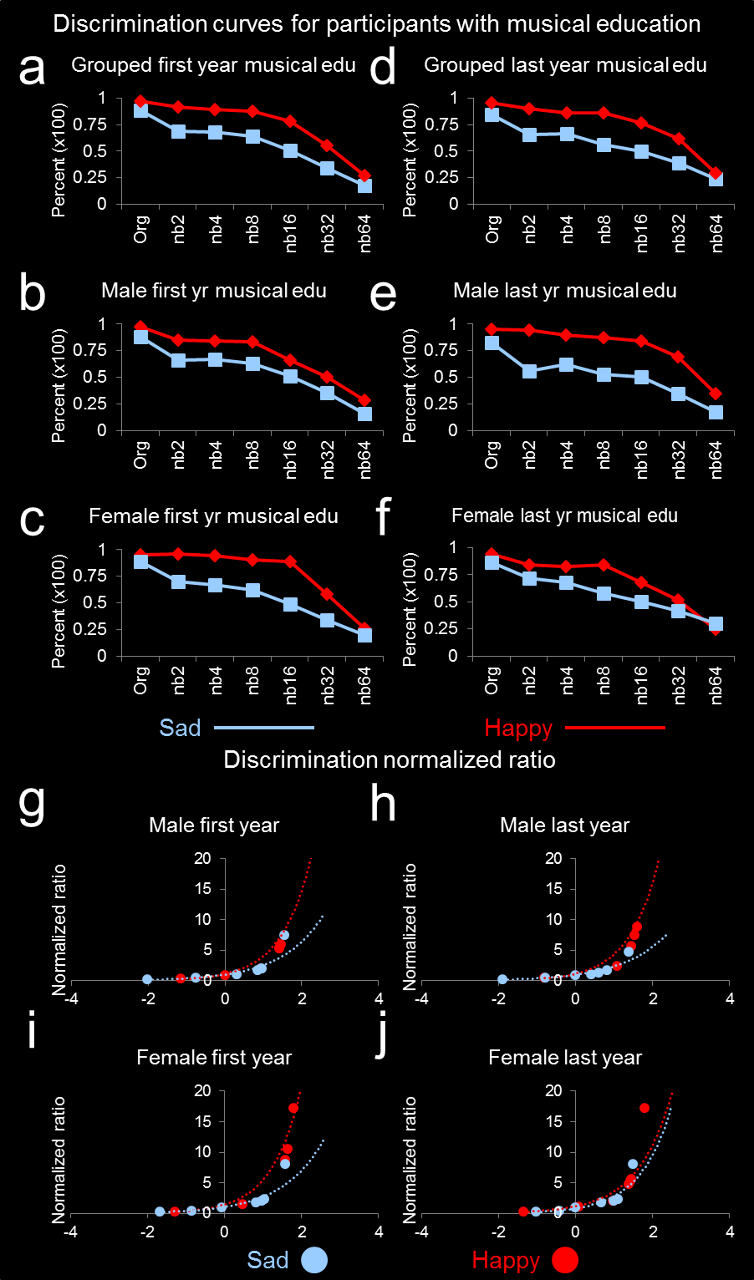 Discrimination curves for participants with musical education
a
Grouped first year musical edu
Percent (x100)
1
0.75
0.5
0.25
0
Org nb2 nb4 nb8 nb16 nb32 nb64
d
Grouped last year musical edu
Percent (x100)
1
0.75
0.5
0.25
0
Org nb2 nb4 nb8 nb16 nb32 nb64
b
Male first yr musical edu
Percent (x100)
1
0.75
0.5
0.25
0
Org nb2 nb4 nb8 nb16 nb32 nb64
e
Male last yr musical edu
Percent (x100)
1
0.75
0.5
0.25
0
Org nb2 nb4 nb8 nb16 nb32 nb64
c
Female first yr musical edu
Percent (x100)
1
0.75
0.5
0.25
0
Org nb2 nb4 nb8 nb16 nb32 nb64
f
Female last yr musical edu
Percent (x100)
1
0.75
0.5
0.25
0
Org nb2 nb4 nb8 nb16 nb32 nb64
Sad
Happy
Discrimination normalized ratio
g
Male first year
Normalized ratio
20
15
10
5
0
-4 -2 0 2 4
h
Male last year
Normalized ratio
20
15
10
5
0
-4 -2 0 2 4
i
Female first year
Normalized ratio
20
15
10
5
0
-4 -2 0 2 4
j
Female last year
Normalized ratio
20
15
10
5
0
-4 -2 0 2 4
Sad
Happy